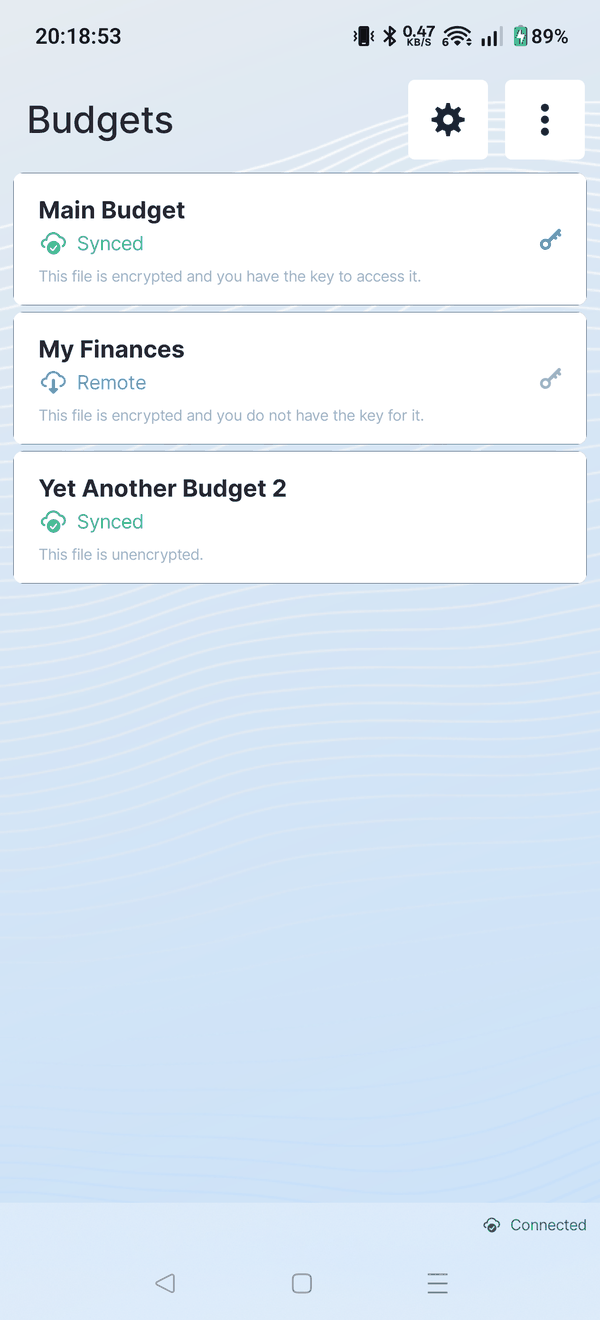 20:18:53 0.47 KB/S 6 89%
Budgets
Main Budget
Synced
This file is encrypted and you have the key to access it.
My Finances
Remote
This file is encrypted and you do not have the key for it.
Yet Another Budget 2
Synced
This file is unencrypted.
Connected